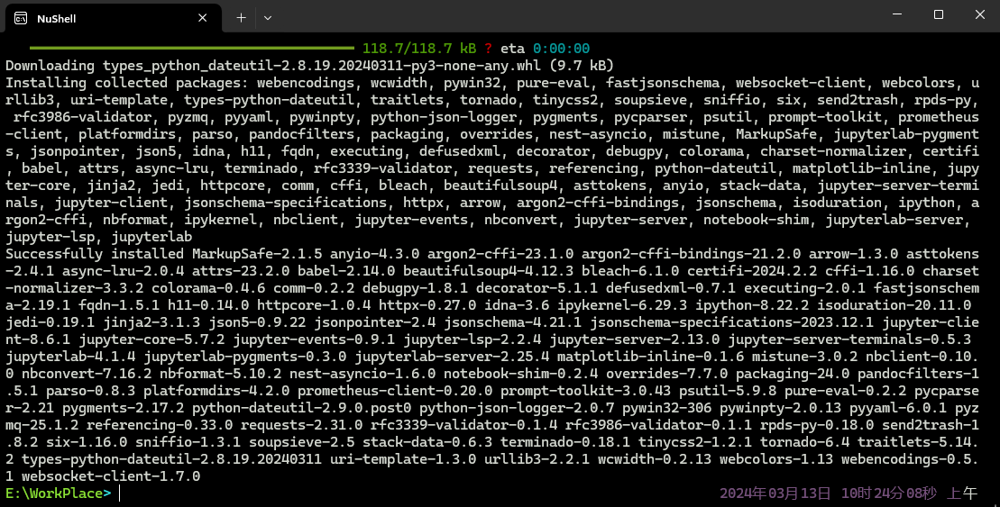 NuShell
118.7/118.7 kB ? eta 0:00:00
Downloading types_python_dateutil-2.8.19.20240311-py3-none-any.whl (9.7 kB)
Installing collected packages: webencodings, wcwidth, pywin32, pure-eval, fastjsonschema, websocket-client, webcolors, u
rllib3, uri-template, types-python-dateutil, traitlets, tornado, tinycss2, soupsieve, sniffio, six, send2trash, rpds-py,
rfc3986-validator, pyzmq, pyyaml, pywinpty, python-json-logger, pygments, pycparser, psutil, prompt-toolkit, prometheus
-client, platformdirs, parso, pandocfilters, packaging, overrides, nest-asyncio, mistune, MarkupSafe, jupyterlab-pygment
s, jsonpointer, json5, idna, h11, fqdn, executing, defusedxml, decorator, debugpy, colorama, charset-normalizer, certifi
, babel, attrs, async-lru, terminado, rfc3339-validator, requests, referencing, python-dateutil, matplotlib-inline, jupy
ter-core, jinja2, jedi, httpcore, comm, cffi, bleach, beautifulsoup4, asttokens, anyio, stack-data, jupyter-server-termi
nals, jupyter-client, jsonschema-specifications, httpx, arrow, argon2-cffi-bindings, jsonschema, isoduration, ipython, a
rgon2-cffi, nbformat, ipykernel, nbclient, jupyter-events, nbconvert, jupyter-server, notebook-shim, jupyterlab-server,
jupyter-lsp, jupyterlab
Successfully installed MarkupSafe-2.1.5 anyio-4.3.0 argon2-cffi-23.1.0 argon2-cffi-bindings-21.2.0 arrow-1.3.0 asttokens
-2.4.1 async-lru-2.0.4 attrs-23.2.0 babel-2.14.0 beautifulsoup4-4.12.3 bleach-6.1.0 certifi-2024.2.2 cffi-1.16.0 charset
-normalizer-3.3.2 colorama-0.4.6 comm-0.2.2 debugpy-1.8.1 decorator-5.1.1 defusedxml-0.7.1 executing-2.0.1 fastjsonschem
a-2.19.1 fqdn-1.5.1 h11-0.14.0 httpcore-1.0.4 httpx-0.27.0 idna-3.6 ipykernel-6.29.3 ipython-8.22.2 isoduration-20.11.0
jedi-0.19.1 jinja2-3.1.3 json5-0.9.22 jsonpointer-2.4 jsonschema-4.21.1 jsonschema-specifications-2023.12.1 jupyter-clie
nt-8.6.1 jupyter-core-5.7.2 jupyter-events-0.9.1 jupyter-lsp-2.2.4 jupyter-server-2.13.0 jupyter-server-terminals-0.5.3
jupyterlab-4.1.4 jupyterlab-pygments-0.3.0 jupyterlab-server-2.25.4 matplotlib-inline-0.1.6 mistune-3.0.2 nbclient-0.10.
0 nbconvert-7.16.2 nbformat-5.10.2 nest-asyncio-1.6.0 notebook-shim-0.2.4 overrides-7.7.0 packaging-24.0 pandocfilters-1
.5.1 parso-0.8.3 platformdirs-4.2.0 prometheus-client-0.20.0 prompt-toolkit-3.0.43 psutil-5.9.8 pure-eval-0.2.2 pycparse
r-2.21 pygments-2.17.2 python-dateutil-2.9.0.post0 python-json-logger-2.0.7 pywin32-306 pywinpty-2.0.13 pyyaml-6.0.1 pyz
mq-25.1.2 referencing-0.33.0 requests-2.31.0 rfc3339-validator-0.1.4 rfc3986-validator-0.1.1 rpds-py-0.18.0 send2trash-1
.8.2 six-1.16.0 sniffio-1.3.1 soupsieve-2.5 stack-data-0.6.3 terminado-0.18.1 tinycss2-1.2.1 tornado-6.4 traitlets-5.14.
2 types-python-dateutil-2.8.19.20240311 uri-template-1.3.0 urllib3-2.2.1 wcwidth-0.2.13 webcolors-1.13 webencodings-0.5.
1 websocket-client-1.7.0
E:\WorkPlace> 2024年03月13日 10时24分08秒 上午